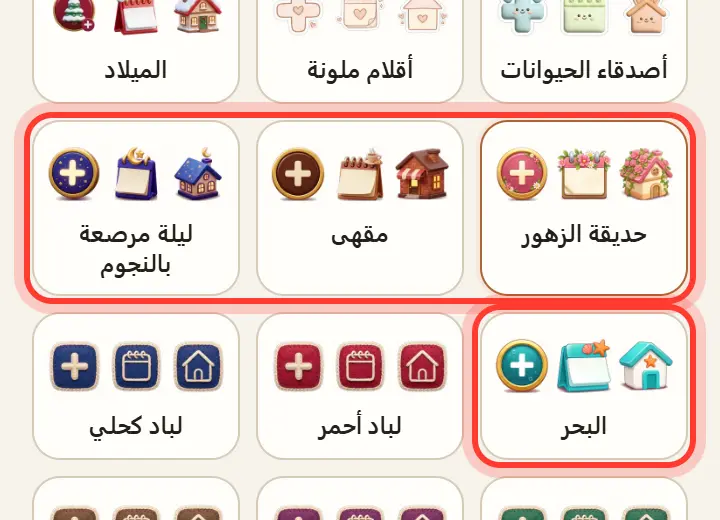 أصدقاء الحيوانات
أقلام ملونة
الميلاد
حديقة الزهور
مقهى
ليلة مرصعة
بالنجوم
البحر
لباد أحمر
لباد كحلي